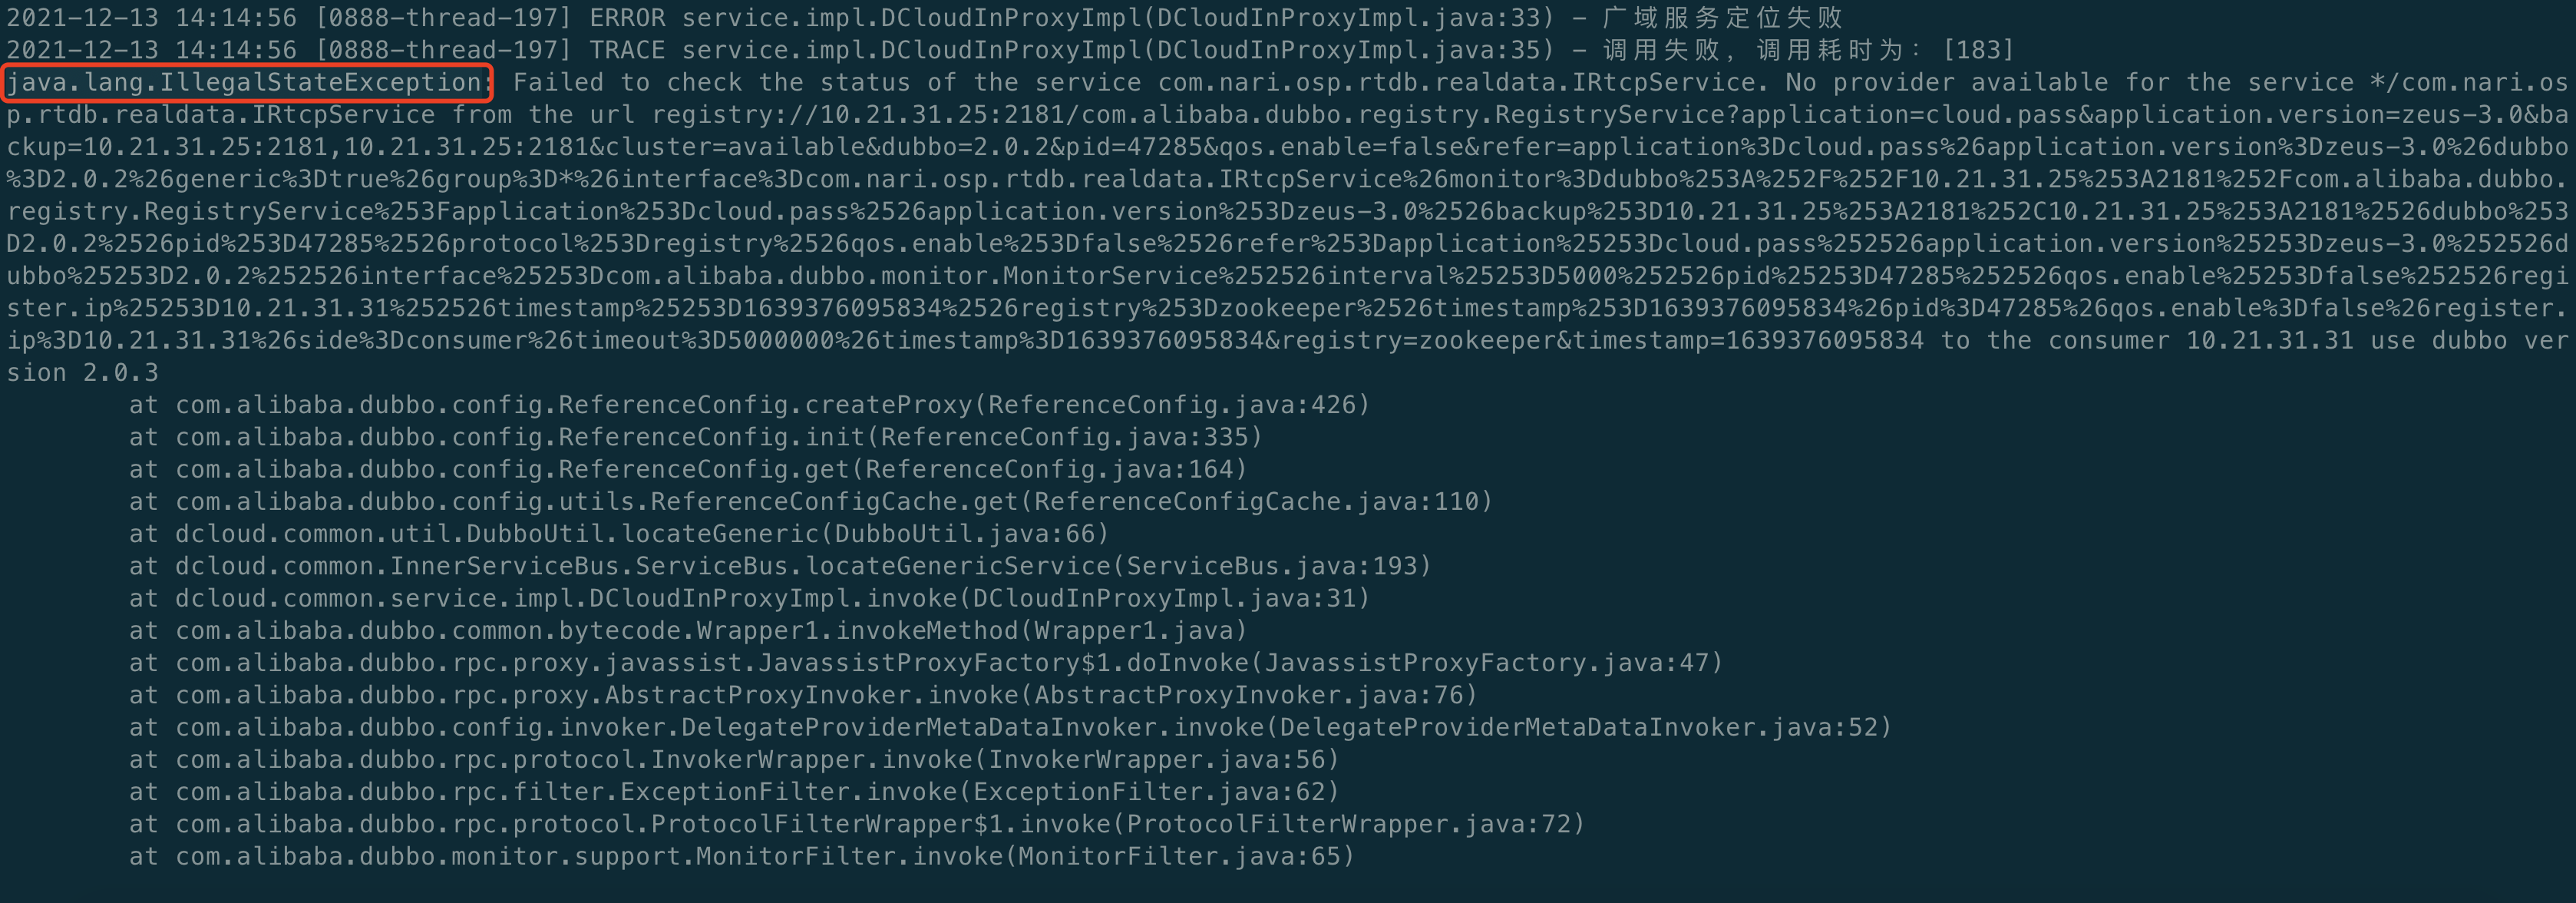 2021-12-13 14:14:56 [0888-thread-197] ERROR service.impl.DCloudInProxyImpl(DCloudInProxyImpl.java:33) – 广域服务定位失败
2021-12-13 14:14:56 [0888-thread-197] TRACE service.impl.DCloudInProxyImpl(DCloudInProxyImpl.java:35) – 调用失败, 调用耗时为: [183]
java.lang.IllegalStateException: Failed to check the status of the service com.nari.osp.rtdb.realdata.IRtcpService. No provider available for the service */com.nari.os
p.rtdb.realdata.IRtcpService from the url registry://10.21.31.25:2181/com.alibaba.dubbo.registry.RegistryService?application=cloud.pass&application.version=zeus-3.0&ba
ckup=10.21.31.25:2181,10.21.31.25:2181&cluster=available&dubbo=2.0.2&pid=47285&qos.enable=false&refer=application%3Dcloud.pass%26application.version%3Dzeus-3.0%26dubbo
%3D2.0.2%26generic%3Dtrue%26group%3D*%26interface%3Dcom.nari.osp.rtdb.realdata.IRtcpService%26monitor%3Ddubbo%253A%252F%252F10.21.31.25%253A2181%252Fcom.alibaba.dubbo.
registry.RegistryService%253Fapplication%253Dcloud.pass%2526application.version%253Dzeus-3.0%2526backup%253D10.21.31.25%253A2181%252C10.21.31.25%253A2181%2526dubbo%253
D2.0.2%2526pid%253D47285%2526protocol%253Dregistry%2526qos.enable%253Dfalse%2526refer%253Dapplication%25253Dcloud.pass%252526application.version%25253Dzeus-3.0%252526d
ubbo%25253D2.0.2%252526interface%25253Dcom.alibaba.dubbo.monitor.MonitorService%252526interval%25253D5000%252526pid%25253D47285%252526qos.enable%25253Dfalse%252526regi
ster.ip%25253D10.21.31.31%252526timestamp%25253D1639376095834%2526registry%253Dzookeeper%2526timestamp%253D1639376095834%26pid%3D47285%26qos.enable%3Dfalse%26register.
ip%3D10.21.31.31%26side%3Dconsumer%26timeout%3D5000000%26timestamp%3D1639376095834&registry=zookeeper&timestamp=1639376095834 to the consumer 10.21.31.31 use dubbo ver
sion 2.0.3
at com.alibaba.dubbo.config.ReferenceConfig.createProxy(ReferenceConfig.java:426)
at com.alibaba.dubbo.config.ReferenceConfig.init(ReferenceConfig.java:335)
at com.alibaba.dubbo.config.ReferenceConfig.get(ReferenceConfig.java:164)
at com.alibaba.dubbo.config.utils.ReferenceConfigCache.get(ReferenceConfigCache.java:110)
at dcloud.common.util.DubboUtil.locateGeneric(DubboUtil.java:66)
at dcloud.common.InnerServiceBus.ServiceBus.locateGenericService(ServiceBus.java:193)
at dcloud.common.service.impl.DCloudInProxyImpl.invoke(DCloudInProxyImpl.java:31)
at com.alibaba.dubbo.common.bytecode.Wrapper1.invokeMethod(Wrapper1.java)
at com.alibaba.dubbo.rpc.proxy.javassist.JavassistProxyFactory$1.doInvoke(JavassistProxyFactory.java:47)
at com.alibaba.dubbo.rpc.proxy.AbstractProxyInvoker.invoke(AbstractProxyInvoker.java:76)
at com.alibaba.dubbo.config.invoker.DelegateProviderMetaDataInvoker.invoke(DelegateProviderMetaDataInvoker.java:52)
at com.alibaba.dubbo.rpc.protocol.InvokerWrapper.invoke(InvokerWrapper.java:56)
at com.alibaba.dubbo.rpc.filter.ExceptionFilter.invoke(ExceptionFilter.java:62)
at com.alibaba.dubbo.rpc.protocol.ProtocolFilterWrapper$1.invoke(ProtocolFilterWrapper.java:72)
at com.alibaba.dubbo.monitor.support.MonitorFilter.invoke(MonitorFilter.java:65)